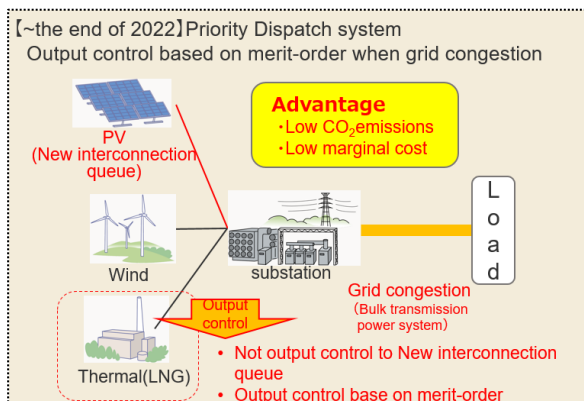 【~the end of 2022】Priority Dispatch system
Output control based on merit-order when grid congestion
Advantage
・Low CO₂emissions
・Low marginal cost
PV
(New interconnection
queue)
Wind
substation
L
o
a
d
Grid congestion
(Bulk transmission
power system)
Output
control
Thermal(LNG)
• Not output control to New interconnection
queue
• Output control base on merit-order